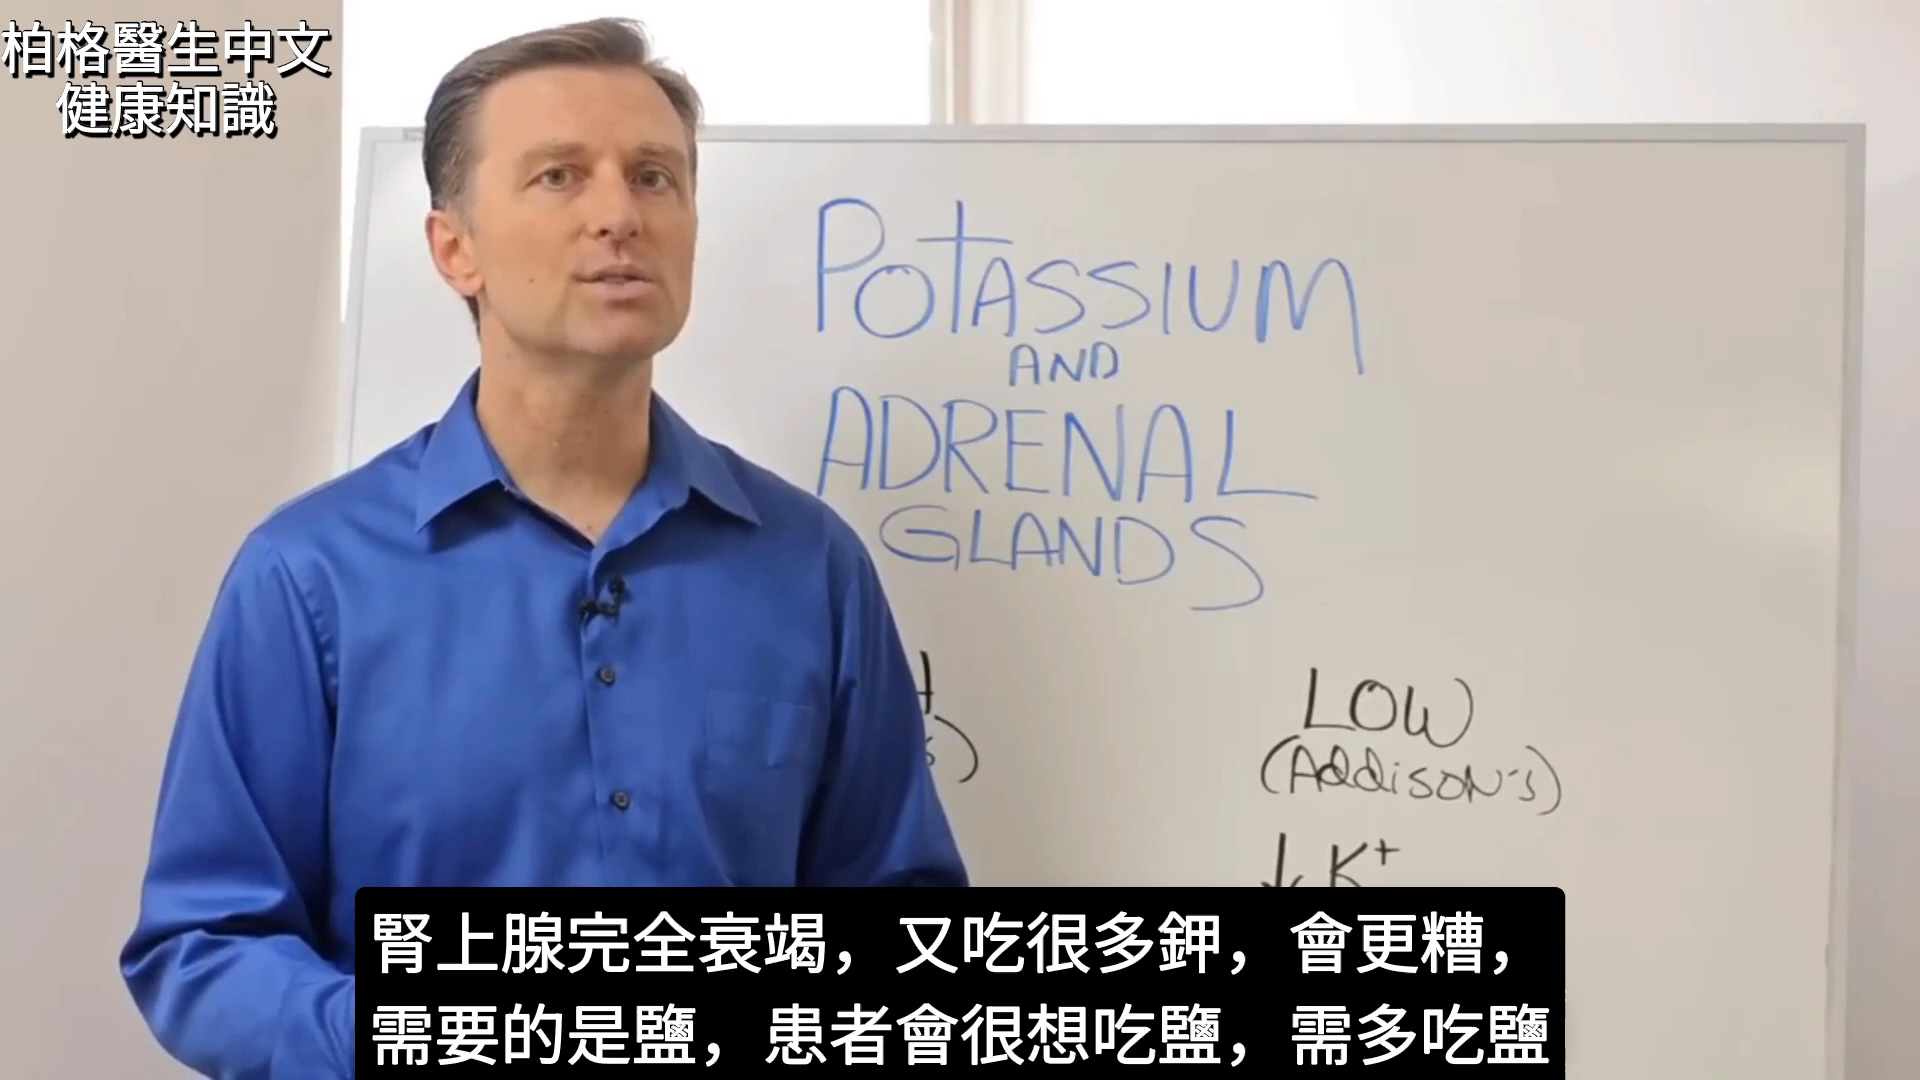 柏格醫生中文
健康知識
POTASSIUM
AND
ADRENAL
GLANDS
LOW
(Addison's)
↓ K+
腎上腺完全衰竭，又吃很多鉀，會更糟，
需要的是鹽，患者會很想吃鹽，需多吃鹽